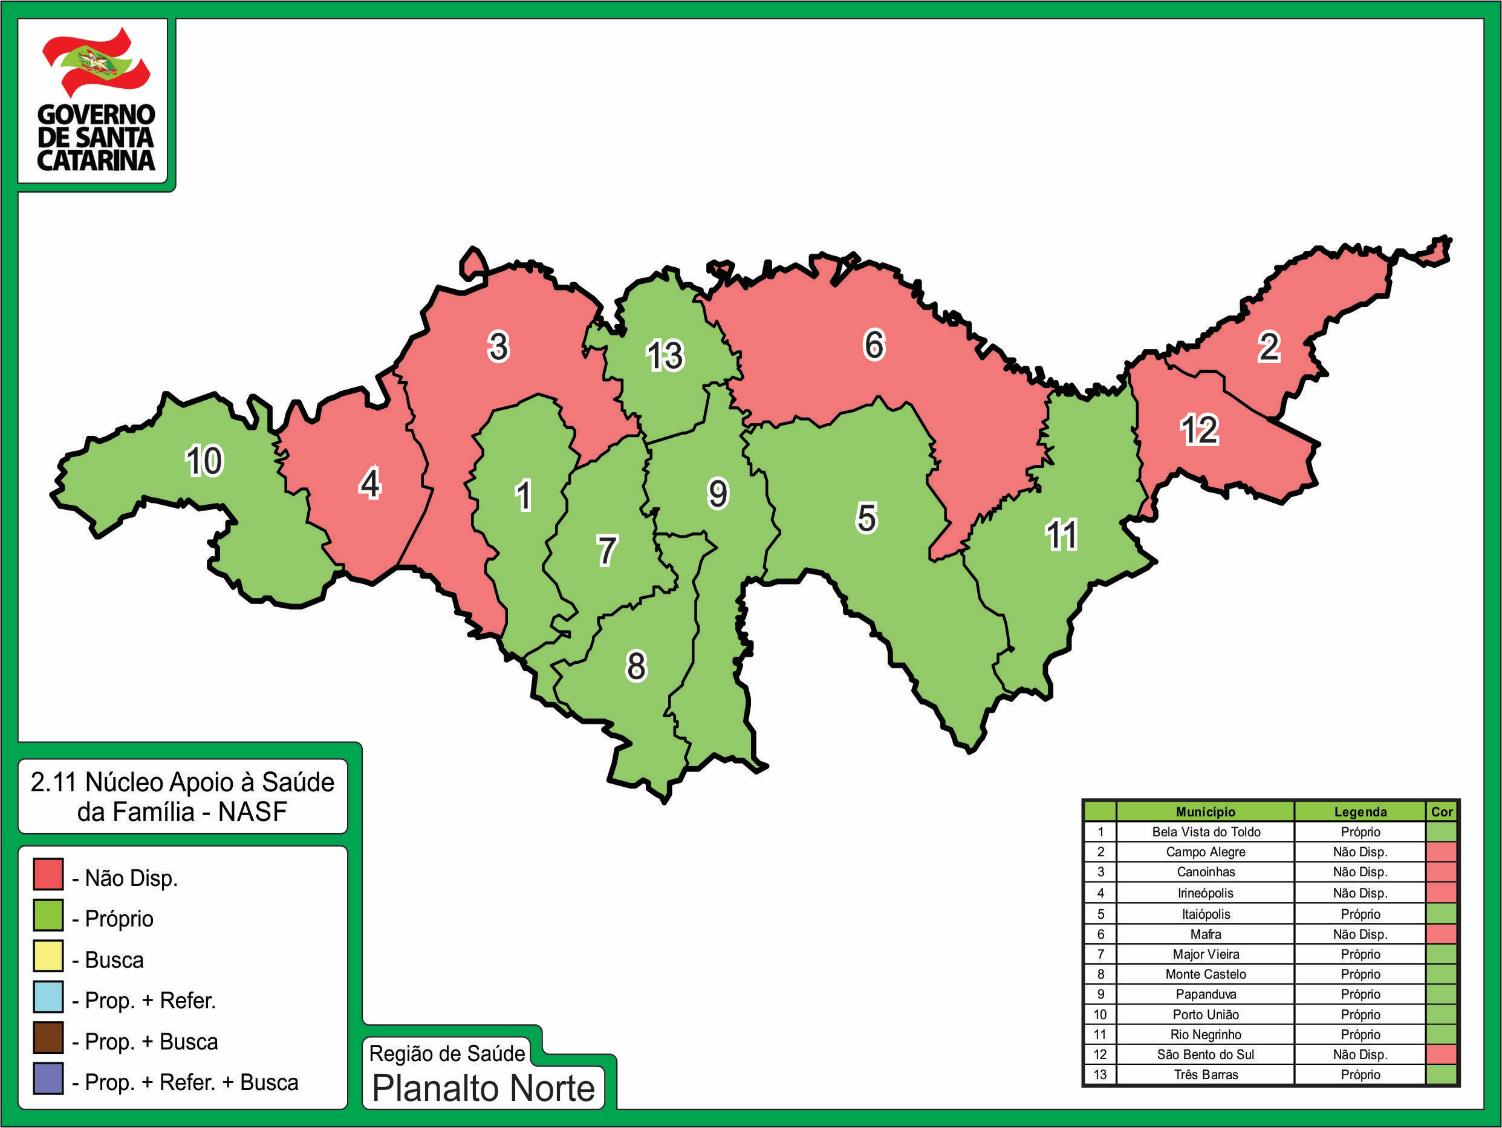 GOVERNO
DE SANTA
CATARINA
3
13
6
2
12
10
4
1
9
5
11
7
8
2.11 Núcleo Apoio à Saúde
da Família - NASF
- Não Disp.
- Próprio
- Busca
- Prop. + Refer.
- Prop. + Busca
- Prop. + Refer. + Busca
Região de Saúde
Planalto Norte
Município Legenda Cor
1 Bela Vista do Toldo Próprio
2 Campo Alegre Não Disp.
3 Canoinhas Não Disp.
4 Irineópolis Não Disp.
5 Itaiópolis Próprio
6 Mafra Não Disp.
7 Major Vieira Próprio
8 Monte Castelo Próprio
9 Papanduva Próprio
10 Porto União Próprio
11 Rio Negrinho Próprio
12 São Bento do Sul Não Disp.
13 Três Barras Próprio